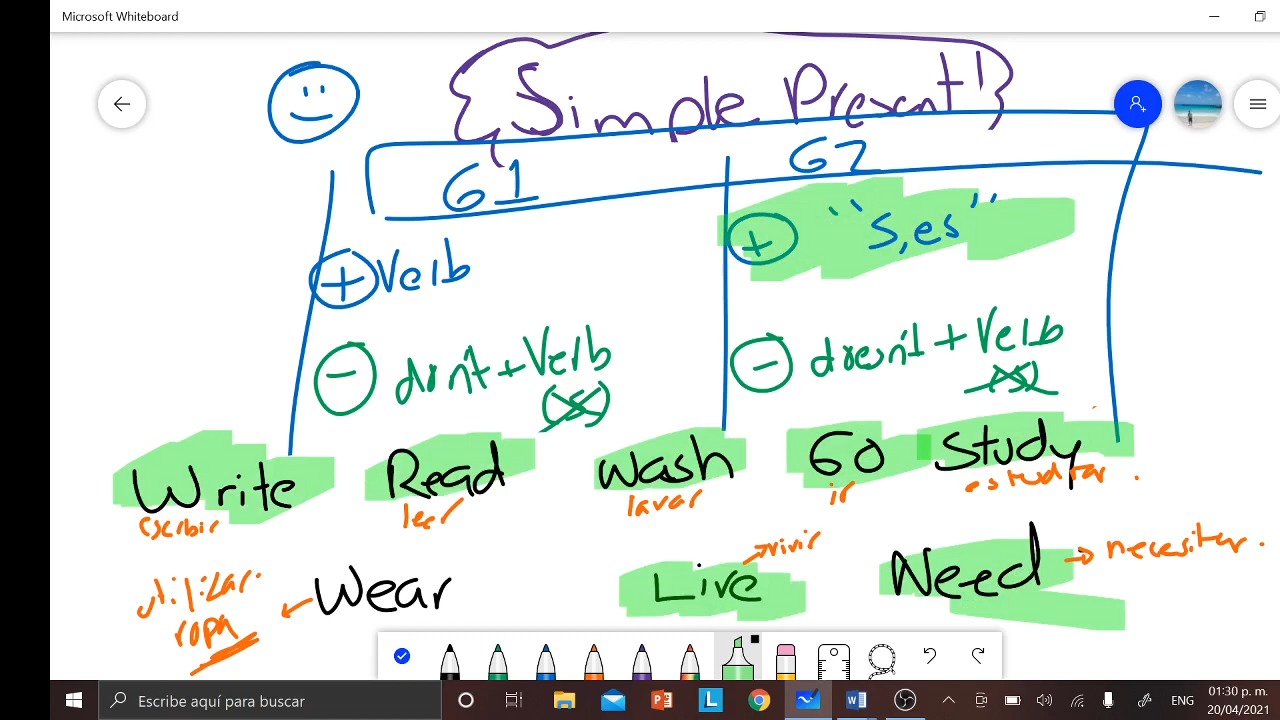 Microsoft Whiteboard
{Simple Present!}
G1 G2
+ Verb + "S,es"
- don't + Verb - doesn't + Verb
(s) (s)
Write Read Wash GO Study
escribir leer lavar ir estudiar.
Wear Live → vivir Need → necesitar.
utilizar
ropa
Escribe aquí para buscar
ENG
01:30 p. m.
20/04/2021